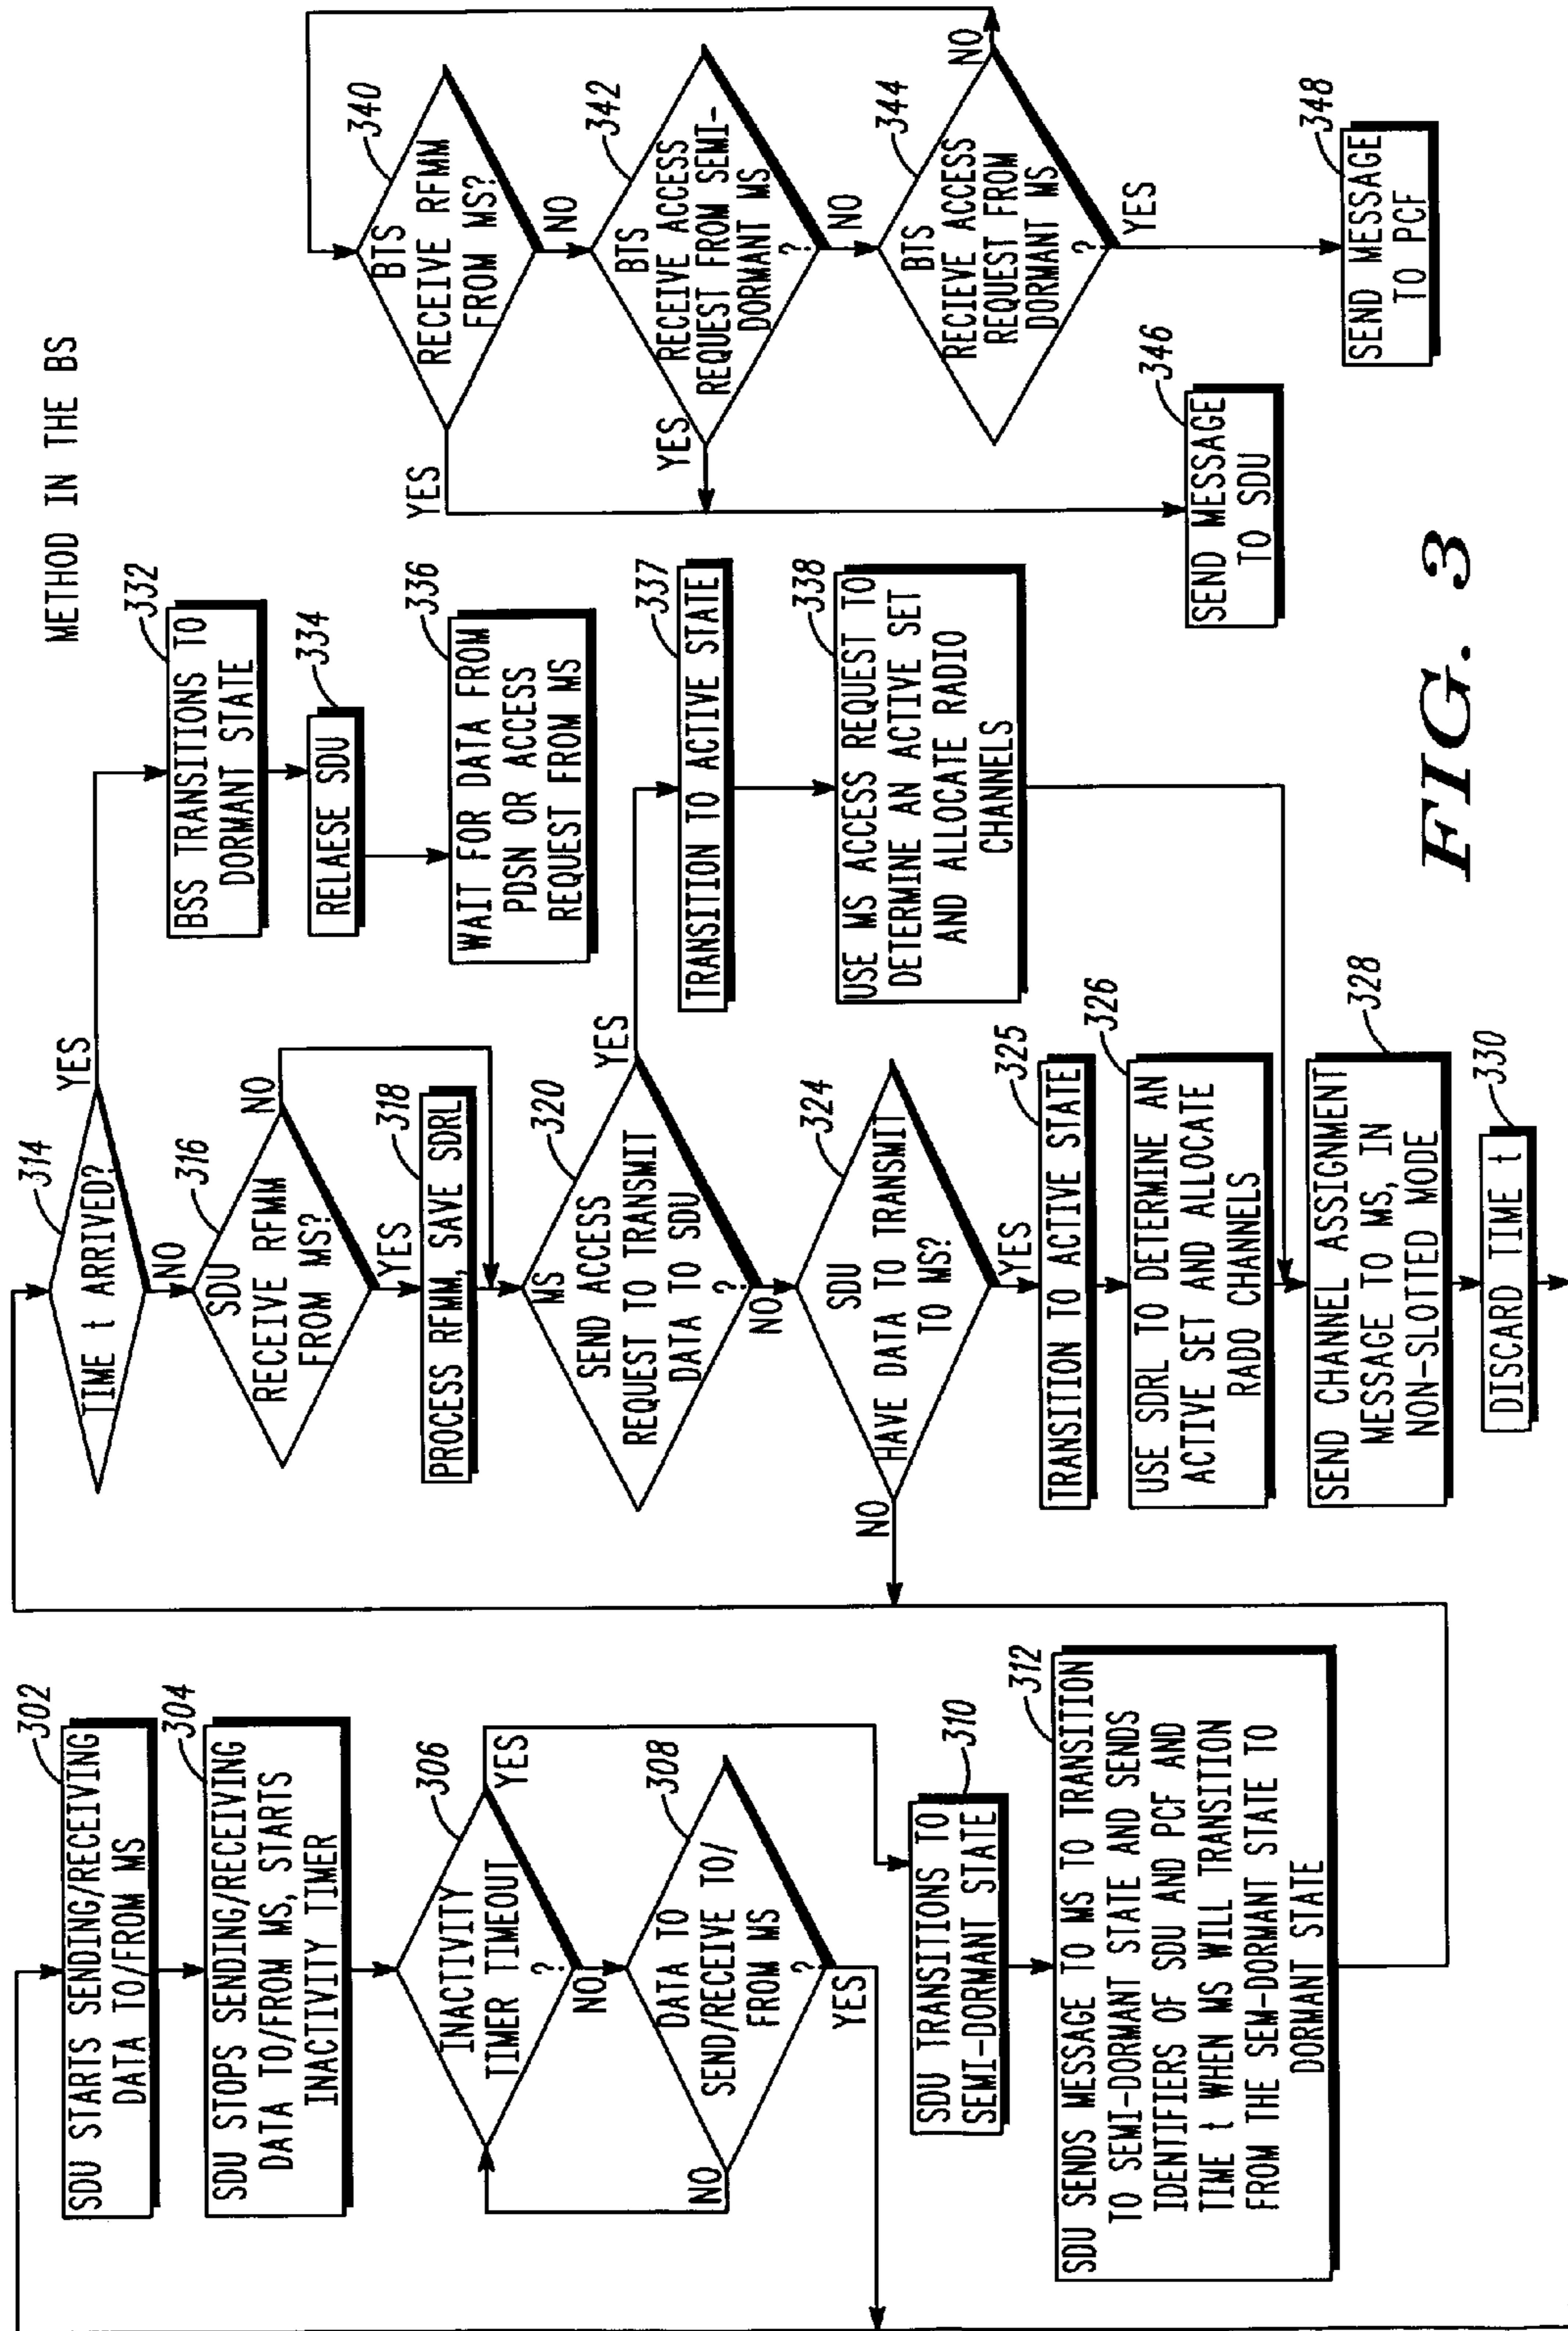 METHOD IN THE BS
302
SDU STARTS SENDING/RECEIVING
DATA TO/FROM MS
304
SDU STOPS SENDING/RECEIVING
DATA TO/FROM MS, STARTS
INACTIVITY TIMER
306
INACTIVITY
TIMER TIMEOUT
?
YES
NO
308
DATA TO
SEND/RECEIVE TO/
FROM MS
?
NO
YES
310
SDU TRANSITIONS TO
SEMI-DORMANT STATE
312
SDU SENDS MESSAGE TO MS TO TRANSITION
TO SEMI-DORMANT STATE AND SENDS
IDENTIFIERS OF SDU AND PCF AND
TIME t WHEN MS WILL TRANSITION
FROM THE SEM-DORMANT STATE TO
DORMANT STATE
314
TIME t ARRIVED?
YES
NO
316
SDU
RECEIVE RFMM
FROM MS?
NO
YES
318
PROCESS RFMM, SAVE SDRL
320
MS
SEND ACCESS
REQUEST TO TRANSMIT
DATA TO SDU
?
YES
NO
324
SDU
HAVE DATA TO TRANSMIT
TO MS?
NO
YES
325
TRANSITION TO ACTIVE STATE
326
USE SDRL TO DETERMINE AN
ACTIVE SET AND ALLOCATE
RADO CHANNELS
328
SEND CHANNEL ASSIGNMENT
MESSAGE TO MS, IN
NON-SLOTTED MODE
330
DISCARD TIME t
332
BSS TRANSITIONS TO
DORMANT STATE
334
RELAESE SDU
336
WAIT FOR DATA FROM
PDSN OR ACCESS
REQUEST FROM MS
337
TRANSITION TO ACTIVE STATE
338
USE MS ACCESS REQUEST TO
DETERMINE AN ACTIVE SET
AND ALLOCATE RADIO
CHANNELS
340
BTS
RECEIVE RFMM
FROM MS?
YES
NO
342
BTS
RECEIVE ACCESS
REQUEST FROM SEMI-
DORMANT MS
?
YES
NO
344
BTS
RECIEVE ACCESS
REQUEST FROM
DORMANT MS
?
NO
YES
346
SEND MESSAGE
TO SDU
348
SEND MESSAGE
TO PCF
FIG. 3